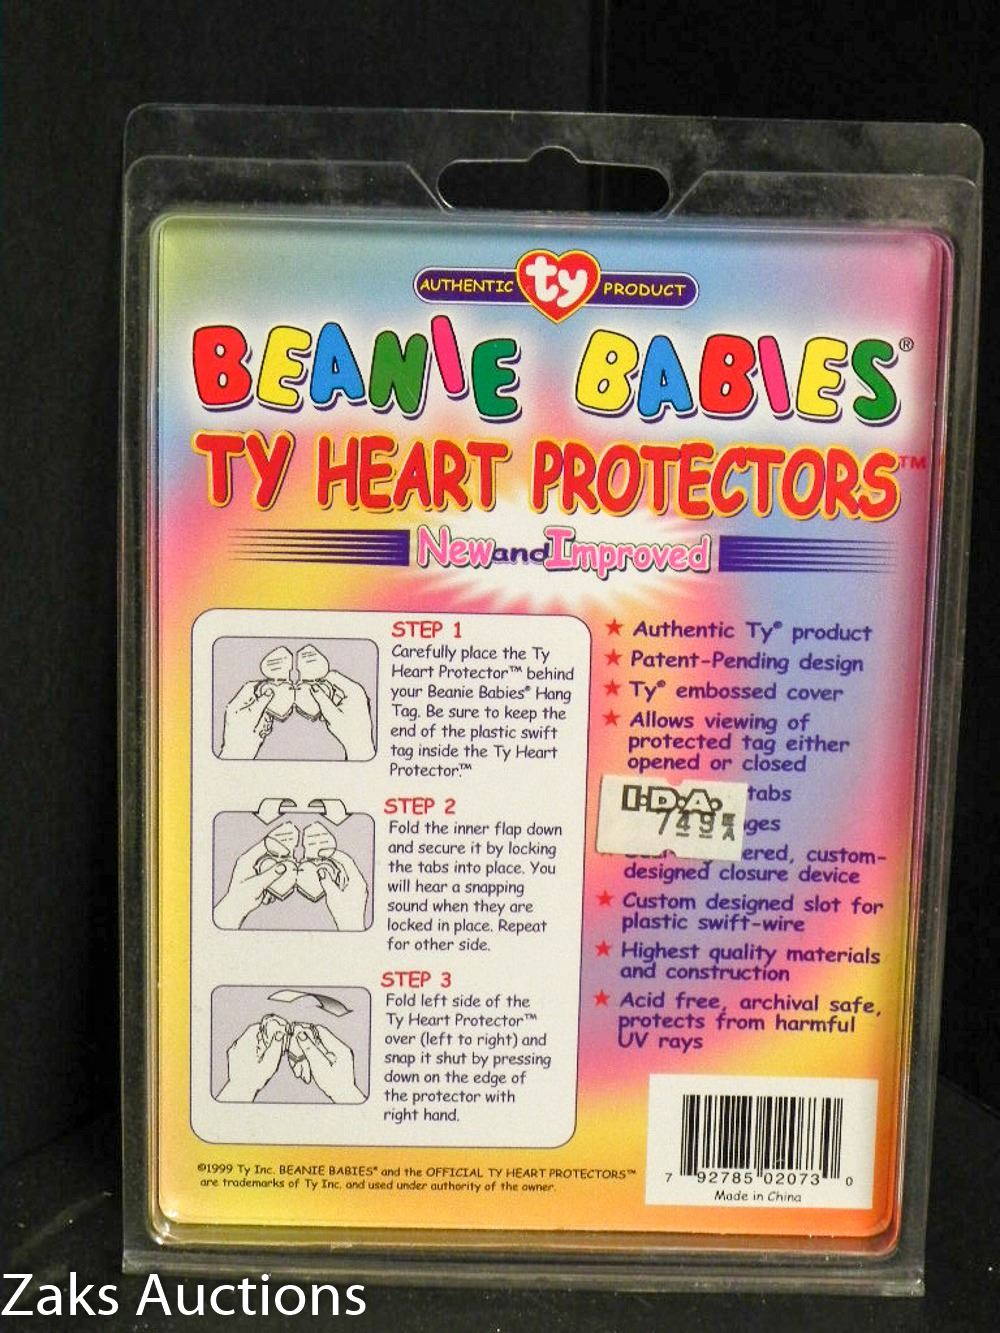 AUTHENTIC ty PRODUCT
BEANIE BABIES®
TY HEART PROTECTORS™
New and Improved
STEP 1
Carefully place the Ty
Heart Protector™ behind
your Beanie Babies® Hang
Tag. Be sure to keep the
end of the plastic swift
tag inside the Ty Heart
Protector.™
STEP 2
Fold the inner flap down
and secure it by locking
the tabs into place. You
will hear a snapping
sound when they are
locked in place. Repeat
for other side.
STEP 3
Fold left side of the
Ty Heart Protector™
over (left to right) and
snap it shut by pressing
down on the edge of
the protector with
right hand.
★ Authentic Ty® product
★ Patent-Pending design
★ Ty® embossed cover
★ Allows viewing of
protected tag either
opened or closed
tabs
I.D.A.
749 EA
custom-
designed closure device
★ Custom designed slot for
plastic swift-wire
★ Highest quality materials
and construction
★ Acid free, archival safe,
protects from harmful
UV rays
©1999 Ty Inc. BEANIE BABIES® and the OFFICIAL TY HEART PROTECTORS™
are trademarks of Ty Inc. and used under authority of the owner.
7 92785 02073 0
Made in China
Zaks Auctions